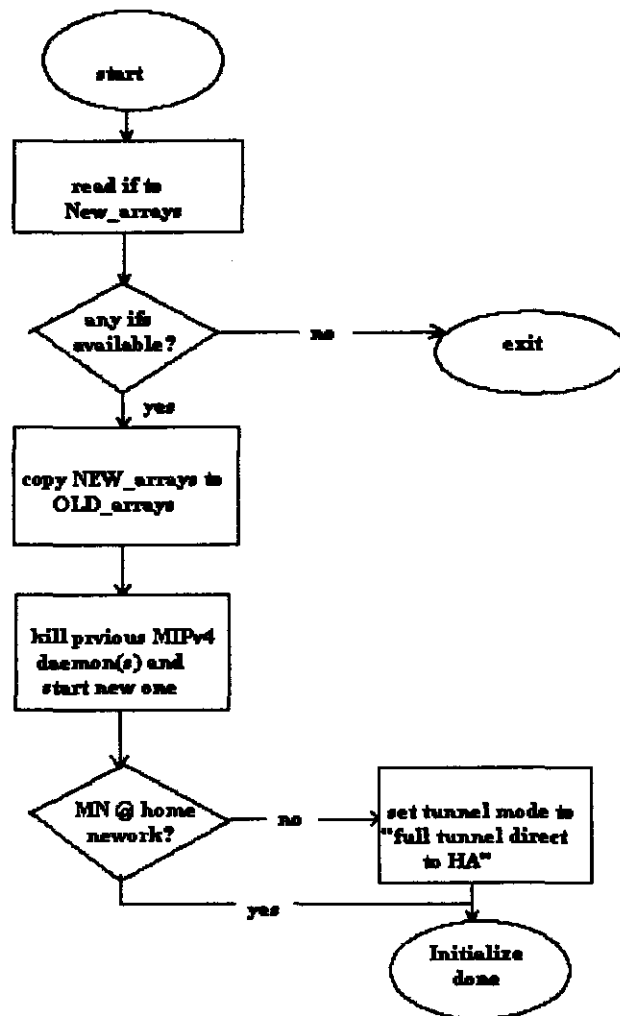 start
read if to
New_arrays
any ifs
available?
no
exit
yes
copy NEW_arrays to
OLD_arrays
kill prvious MIPv4
daemon(s) and
start new one
MN @ home
nework?
no
set tunnel mode to
"full tunnel direct
to HA"
yes
Initialize
done